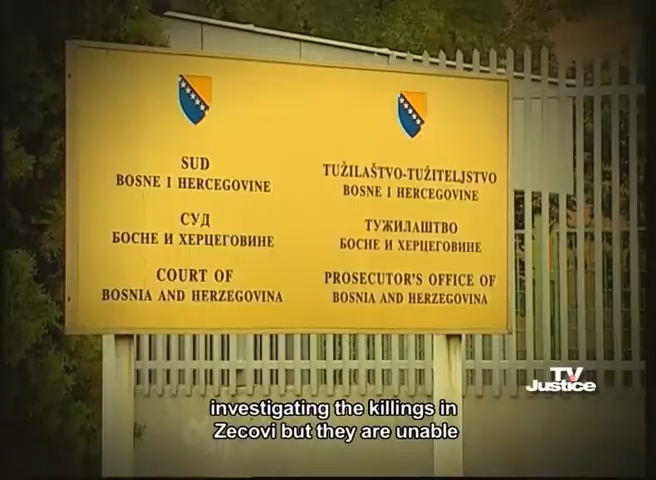 SUD
BOSNE I HERCEGOVINE
СУД
БОСНЕ И ХЕРЦЕГОВИНЕ
COURT OF
BOSNIA AND HERZEGOVINA
TUŽILAŠTVO-TUŽITELJSTVO
BOSNE I HERCEGOVINE
ТУЖИЛАШТВО
БОСНЕ И ХЕРЦЕГОВИНЕ
PROSECUTOR'S OFFICE OF
BOSNIA AND HERZEGOVINA
TV
Justice
investigating the killings in
Zecovi but they are unable